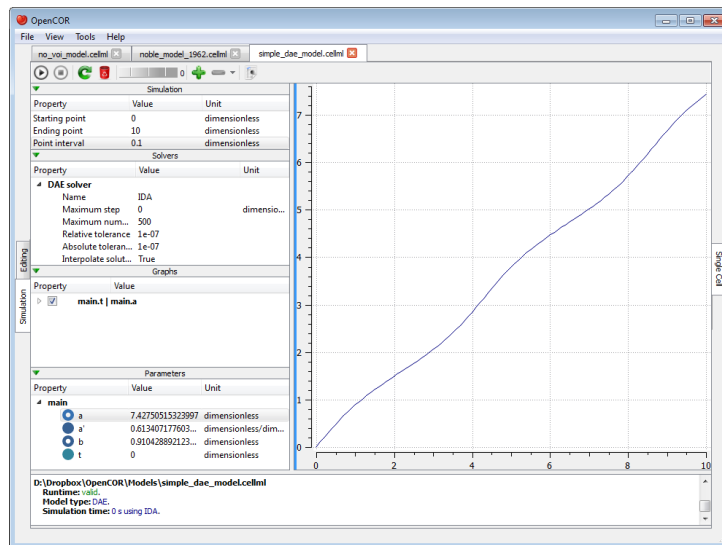 OpenCOR
File View Tools Help
no_voi_model.cellml noble_model_1962.cellml simple_dae_model.cellml
0
Simulation
Property Value Unit
Starting point 0 dimensionless
Ending point 10 dimensionless
Point interval 0.1 dimensionless
Solvers
Property Value Unit
DAE solver
Name IDA
Maximum step 0 dimensio...
Maximum num... 500
Relative tolerance 1e-07
Absolute toleran... 1e-07
Interpolate solut... True
Graphs
Property Value
main.t | main.a
Parameters
Property Value Unit
main
a 7.42750515323997 dimensionless
a' 0.613407177603... dimensionless/dim...
b 0.910428892123... dimensionless
t 0 dimensionless
Editing
Simulation
7
6
5
4
3
2
1
0
0 2 4 6 8 10
Single Cell
D:\Dropbox\OpenCOR\Models\simple_dae_model.cellml
Runtime: valid.
Model type: DAE.
Simulation time: 0 s using IDA.